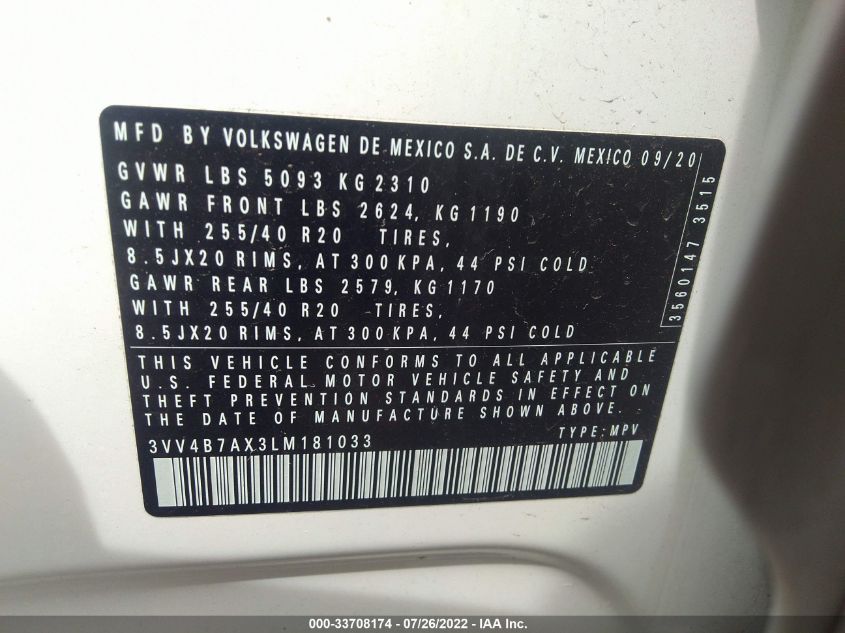 MFD BY VOLKSWAGEN DE MEXICO S.A. DE C.V. MEXICO 09/20
GVWR LBS 5093 KG 2310
GAWR FRONT LBS 2624, KG 1190
WITH 255/40 R20 TIRES,
8.5JX20 RIMS, AT 300 KPA, 44 PSI COLD
GAWR REAR LBS 2579, KG 1170
WITH 255/40 R20 TIRES,
8.5JX20 RIMS, AT 300 KPA, 44 PSI COLD
3560147 3515
THIS VEHICLE CONFORMS TO ALL APPLICABLE
U.S. FEDERAL MOTOR VEHICLE SAFETY AND
THEFT PREVENTION STANDARDS IN EFFECT ON
THE DATE OF MANUFACTURE SHOWN ABOVE.
3VV4B7AX3LM181033 TYPE: MPV
000-33708174 / 07/26/2022 - IAA Inc.